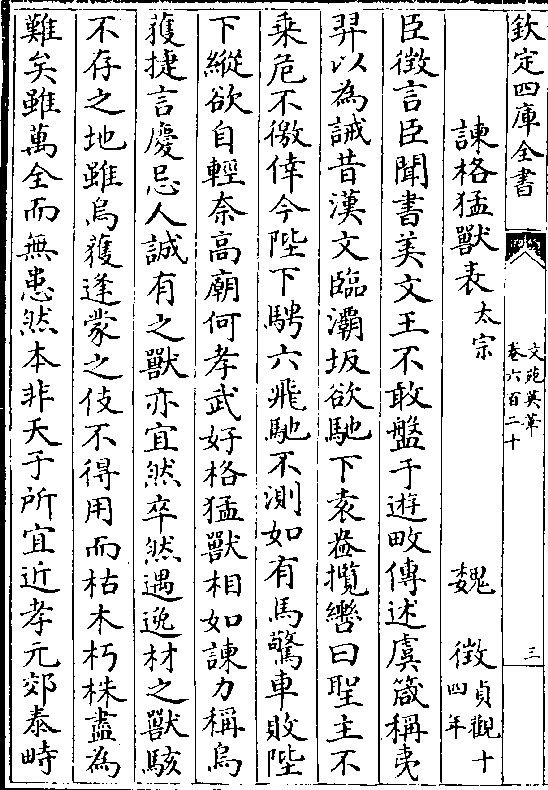 欽定四庫全書
文苑英華
卷六百二十
三
諫格猛獸表太宗
魏徵貞觀十四年
臣徵言臣聞書美文王不敢盤于遊畋傳述虞箴稱夷
羿以為誡昔漢文臨灞坂欲馳下袁盎攬轡曰聖主不
乘危不徼倖今陛下騁六飛馳不測如有馬驚車敗陛
下縱欲自輕奈高廟何孝武好格猛獸相如諫力稱烏
獲捷言慶忌人誠有之獸亦宜然卒然遇逸材之獸駭
不存之地雖烏獲逢蒙之伎不得用而枯木朽株盡為
難矣雖萬全而無患然本非天子所宜近孝元郊泰畤